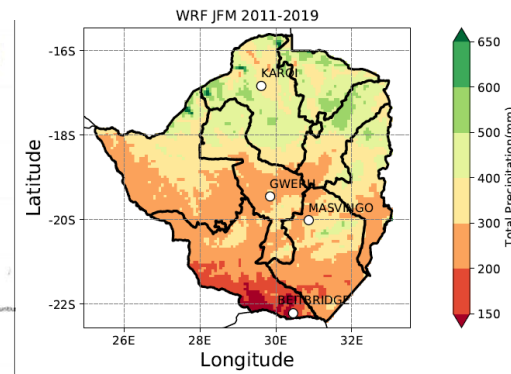 WRF JFM 2011-2019
-16S
-18S
-20S
-22S
Latitude
KAROI
GWERU
MASVINGO
BEITBRIDGE
26E 28E 30E 32E
Longitude
650
600
500
400
300
200
150
Total Precipitation(mm)